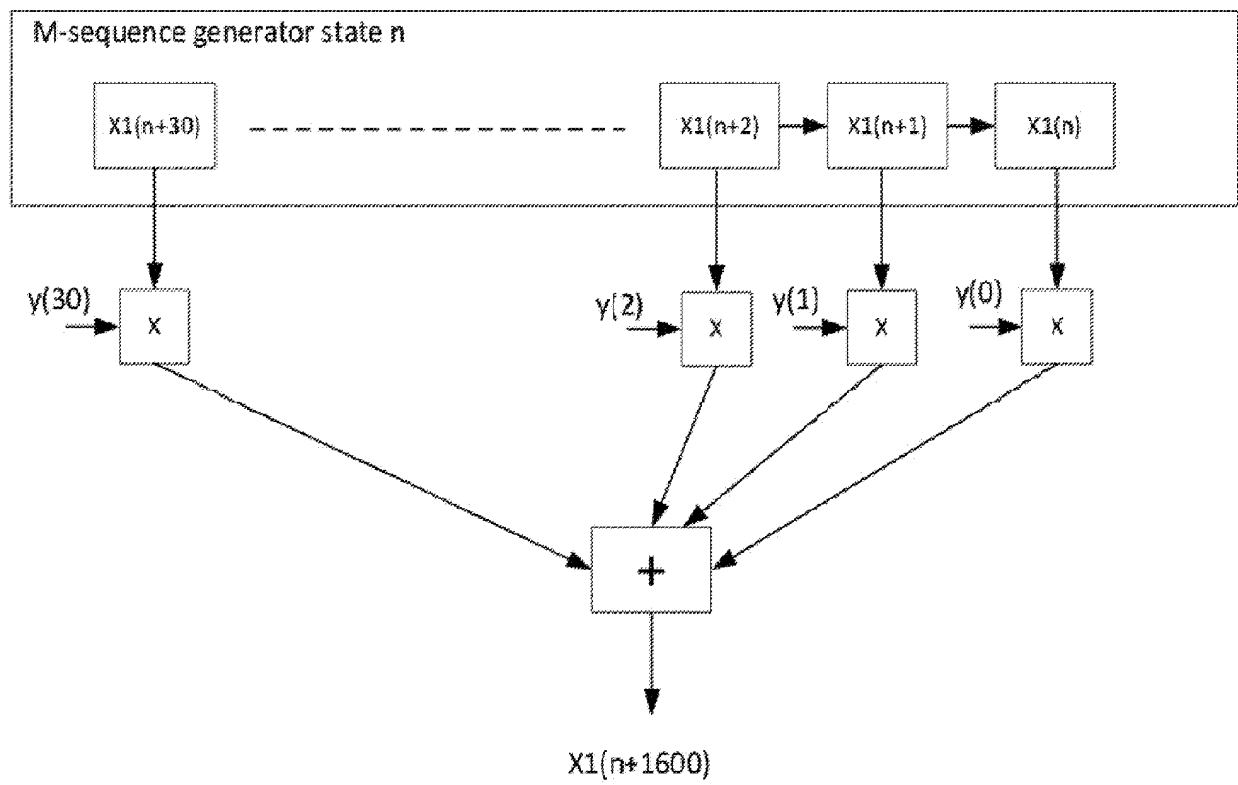 M-sequence generator state n
X1(n+30)
X1(n+2)
X1(n+1)
X1(n)
y(30)
x
y(2)
x
y(1)
x
y(0)
x
+
X1(n+1600)